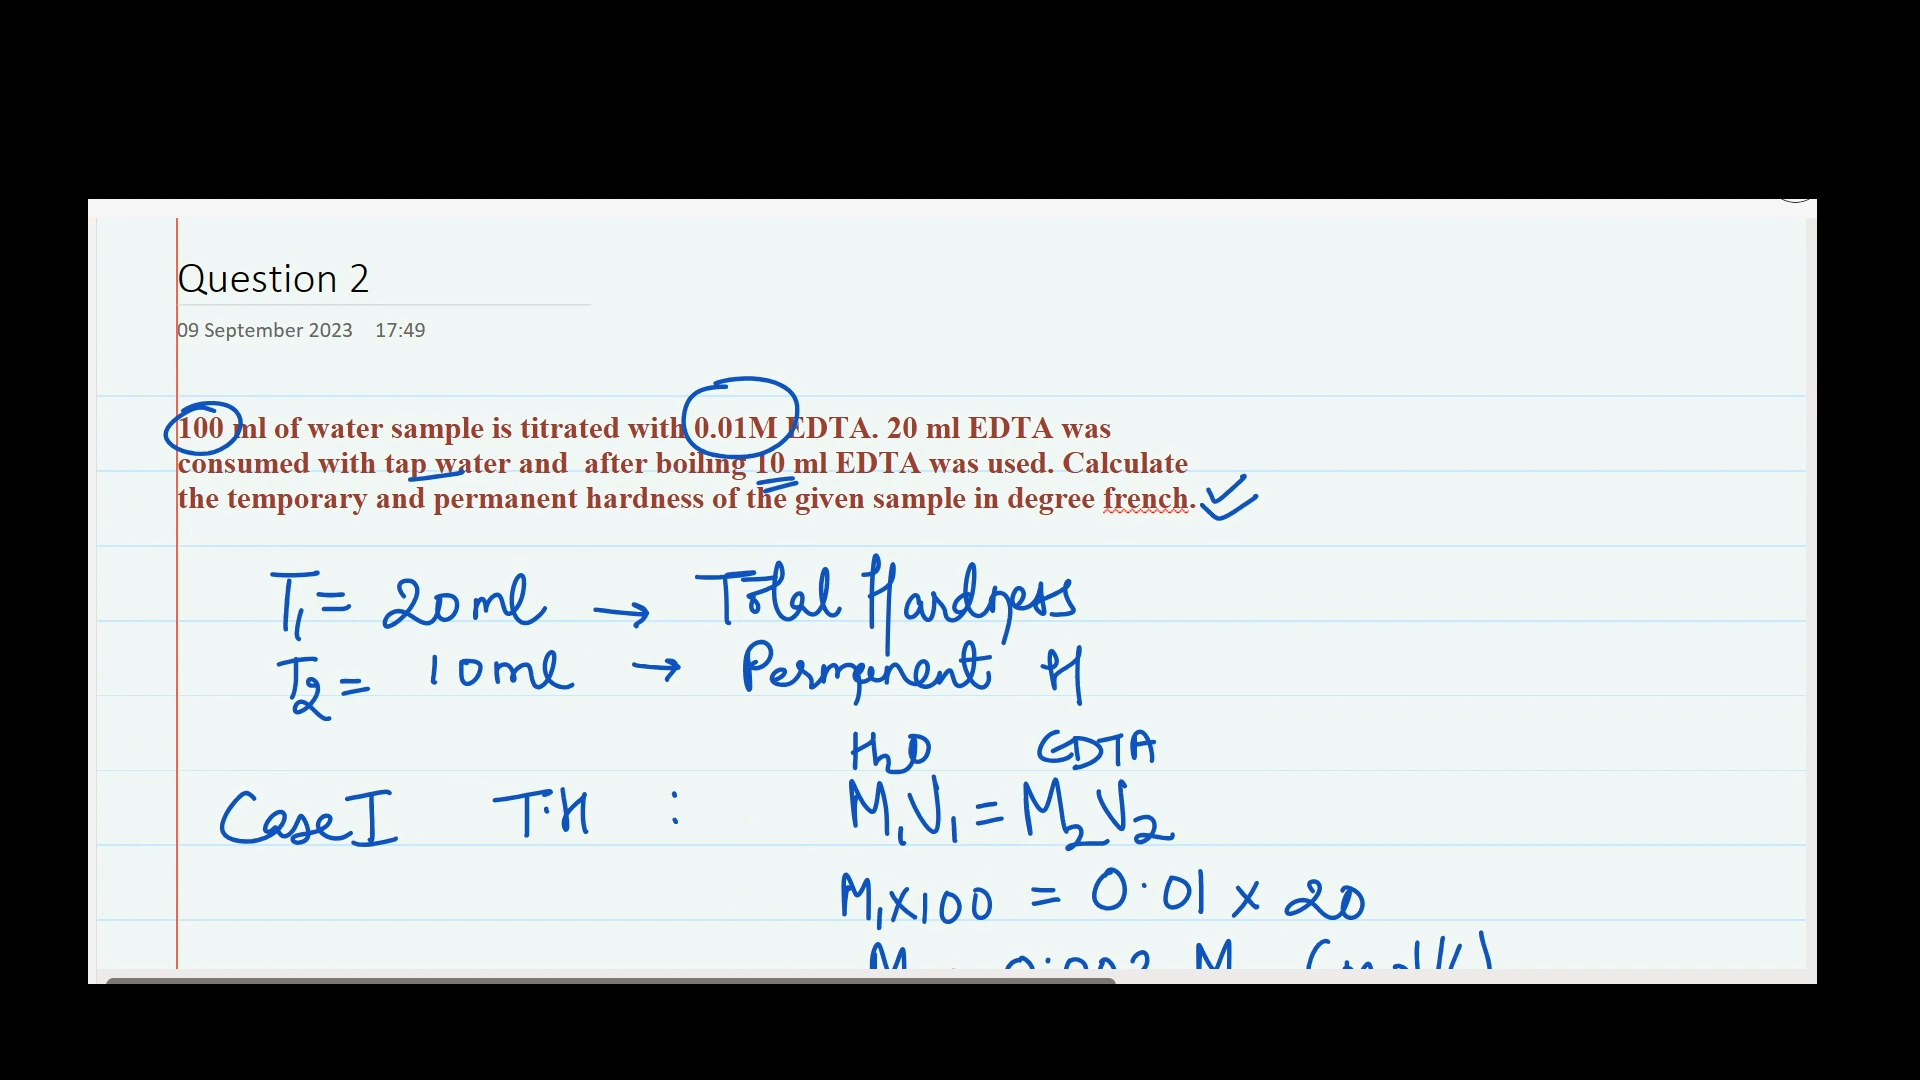 Question 2
09 September 2023 17:49
100 ml of water sample is titrated with 0.01M EDTA. 20 ml EDTA was
consumed with tap water and after boiling 10 ml EDTA was used. Calculate
the temporary and permanent hardness of the given sample in degree french.
T1 = 20ml → Total Hardness
T2 = 10ml → Permanent H
H2O EDTA
Case I T.H : M1V1 = M2V2
M1x100 = 0.01 x 20